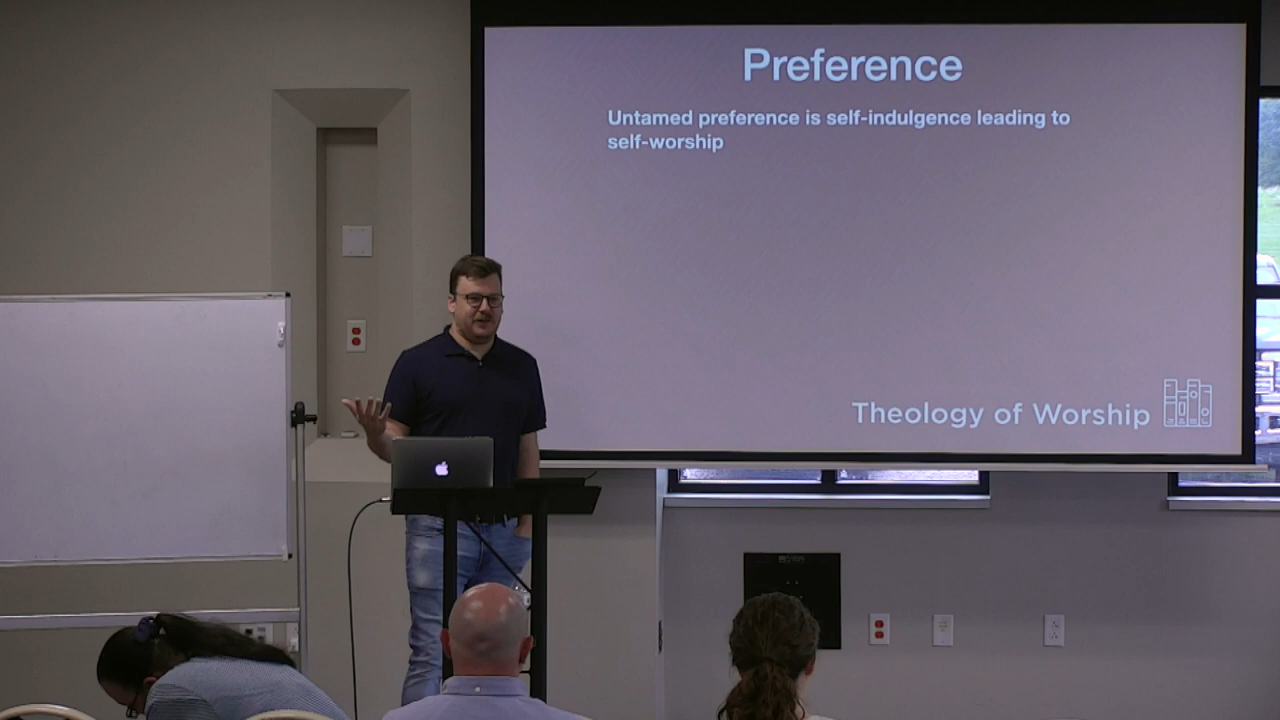 Preference
Untamed preference is self-indulgence leading to
self-worship
Theology of Worship